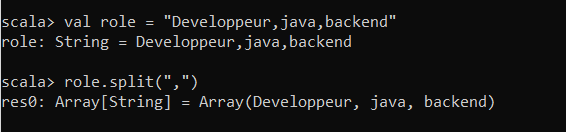 scala> val role = "Developpeur,java,backend"
role: String = Developpeur,java,backend
scala> role.split(",")
res0: Array[String] = Array(Developpeur, java, backend)